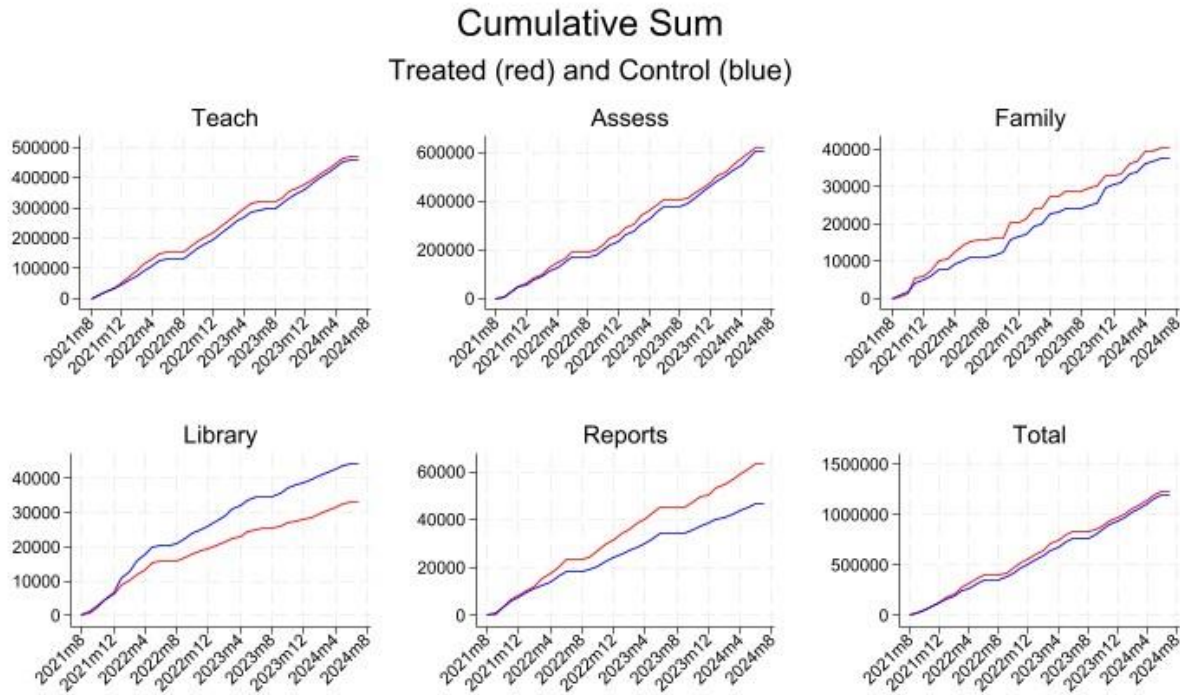 Cumulative Sum
Treated (red) and Control (blue)
Teach
500000
400000
300000
200000
100000
0
2021m8
2021m12
2022m4
2022m8
2022m12
2023m4
2023m8
2023m12
2024m4
2024m8
Assess
600000
400000
200000
0
2021m8
2021m12
2022m4
2022m8
2022m12
2023m4
2023m8
2023m12
2024m4
2024m8
Family
40000
30000
20000
10000
0
2021m8
2021m12
2022m4
2022m8
2022m12
2023m4
2023m8
2023m12
2024m4
2024m8
Library
40000
30000
20000
10000
0
2021m8
2021m12
2022m4
2022m8
2022m12
2023m4
2023m8
2023m12
2024m4
2024m8
Reports
60000
40000
20000
0
2021m8
2021m12
2022m4
2022m8
2022m12
2023m4
2023m8
2023m12
2024m4
2024m8
Total
1500000
1000000
500000
0
2021m8
2021m12
2022m4
2022m8
2022m12
2023m4
2023m8
2023m12
2024m4
2024m8